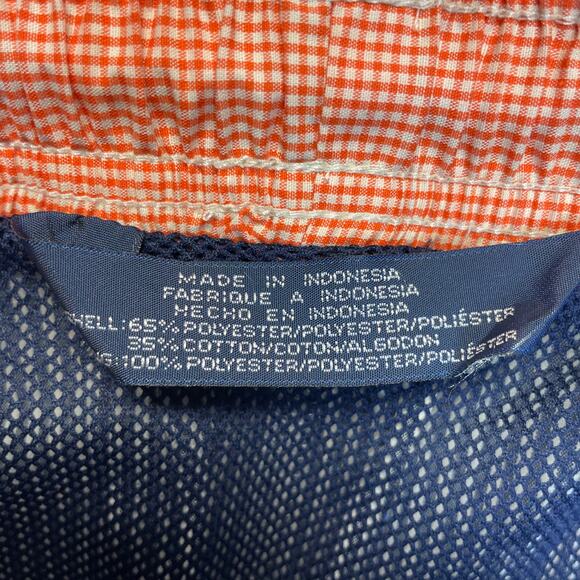 MADE IN INDONESIA
FABRIQUE A INDONESIA
HECHO EN INDONESIA
HELL: 65% POLYESTER/POLYESTER/POLIÉSTER
35% COTTON/COTON/ALGODON
G:100% POLYESTER/POLYESTER/POLIÉSTER